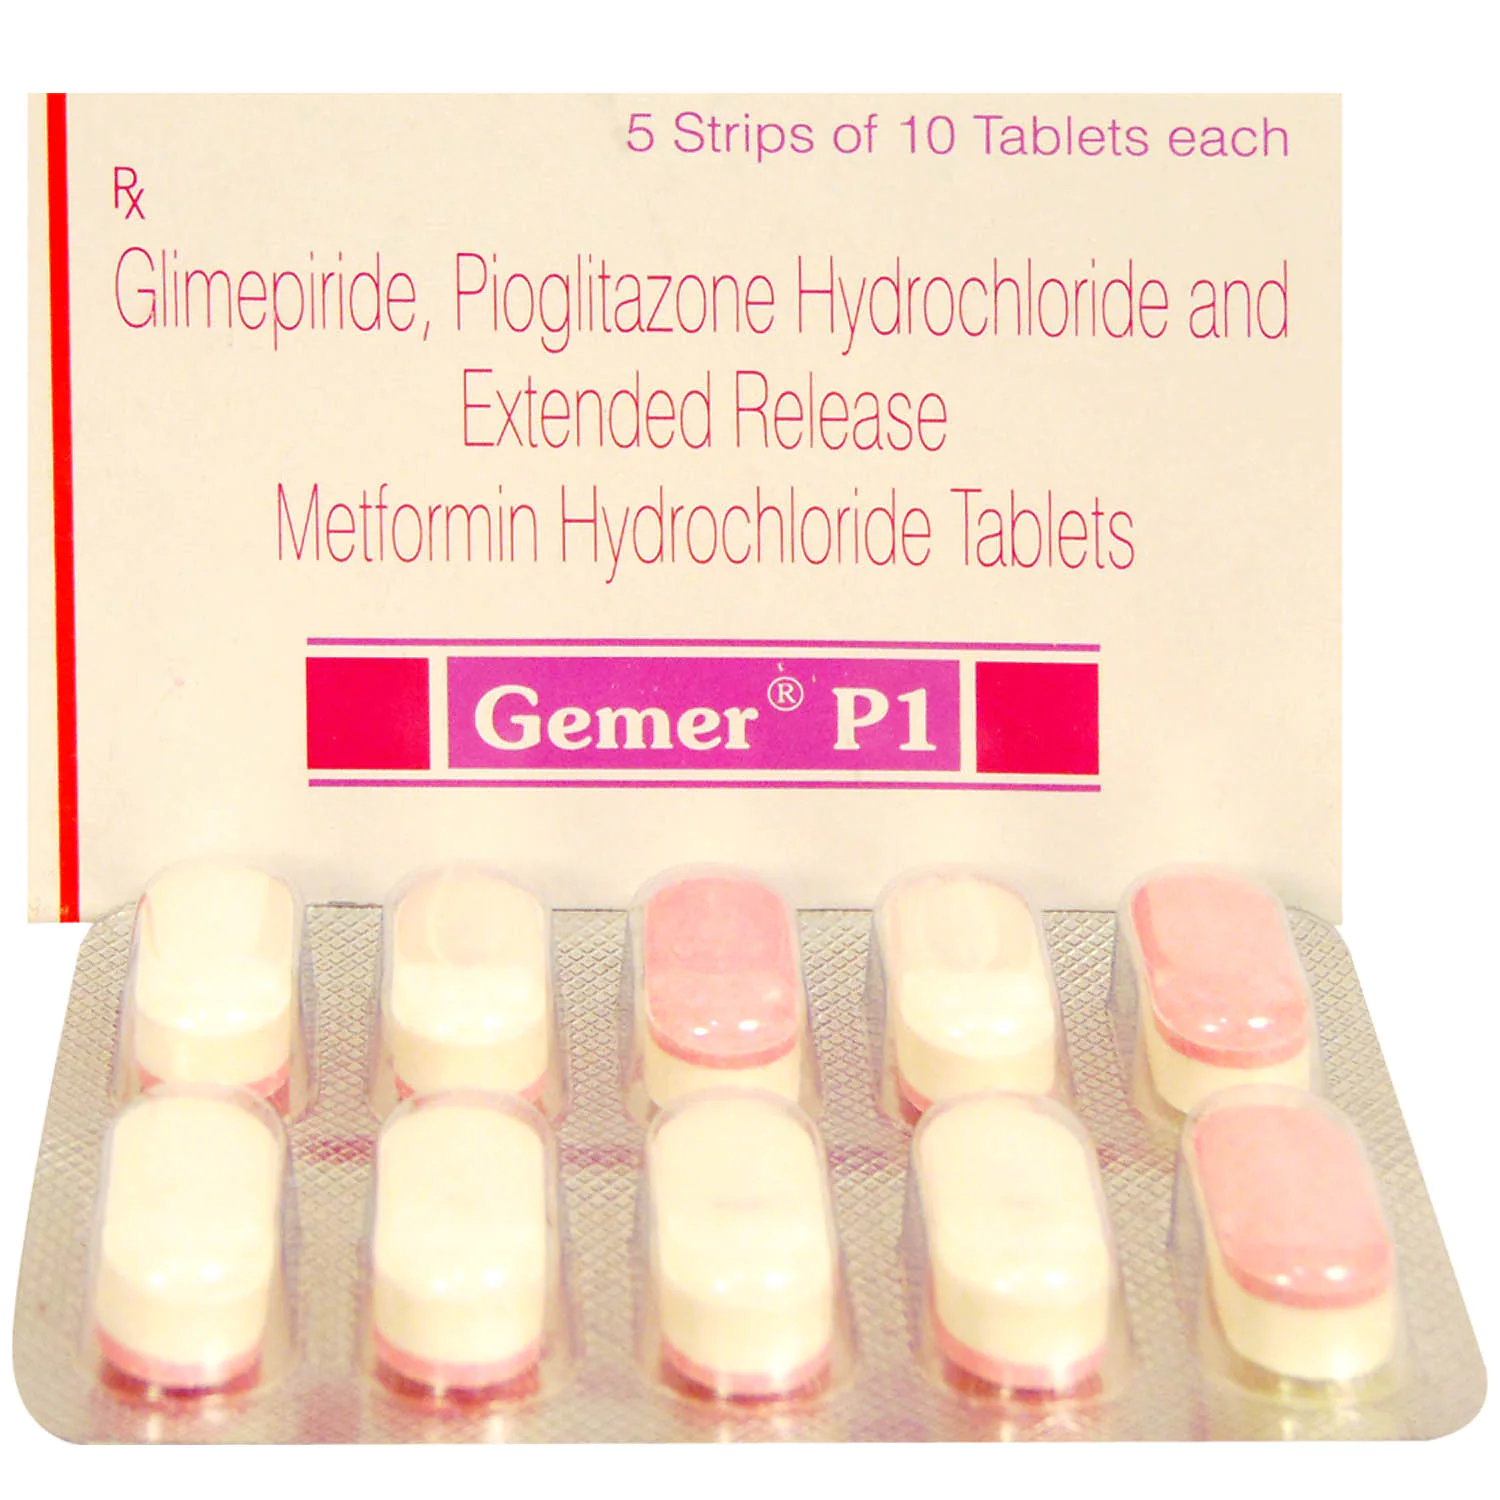 5 Strips of 10 Tablets each
Rx
Glimepiride, Pioglitazone Hydrochloride and
Extended Release
Metformin Hydrochloride Tablets
Gemer® P1